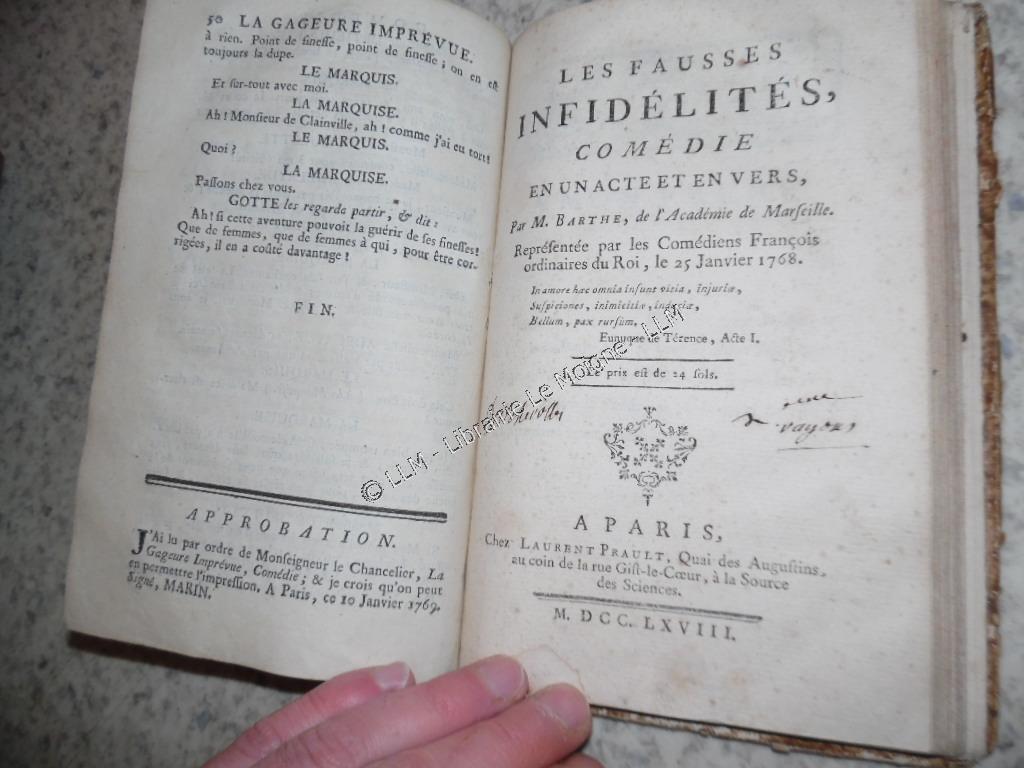 50 LA GAGEURE IMPRÉVUE.
à rien. Point de finesse, point de finesse ; on en est
toujours la dupe.
LE MARQUIS.
Et sur-tout avec moi.
LA MARQUISE.
Ah ! Monsieur de Clainville, ah ! comme j'ai eu tort !
LE MARQUIS.
Quoi ?
LA MARQUISE.
Passons chez vous.
GOTTE les regarde partir, & dit :
Ah ! si cette aventure pouvoit la guérir de ses finesses !
Que de femmes, que de femmes à qui, pour être cor-
rigées, il en a coûté davantage !
FIN.
APPROBATION.
J'Ai lu par ordre de Monseigneur le Chancelier, La
Gageure Imprévue, Comédie ; & je crois qu'on peut
en permettre l'impression. A Paris, ce 10 Janvier 1769.
Signé, MARIN.
LES FAUSSES
INFIDÉLITÉS,
COMÉDIE
EN UN ACTE ET EN VERS,
Par M. BARTHE, de l'Académie de Marseille.
Représentée par les Comédiens François
ordinaires du Roi, le 25 Janvier 1768.
In amore hæc omnia insunt vitia, injuriæ,
Suspiciones, inimicitiæ, induciæ,
Bellum, pax rursùm,
Eunuque de Térence, Acte I.
Le prix est de 24 sols.
A PARIS,
Chez LAURENT PRAULT, Quai des Augustins,
au coin de la rue Gist-le-Cœur, à la Source
des Sciences.
M. DCC. LXVIII.
© LLM - Librairie Le Moigne - LLM